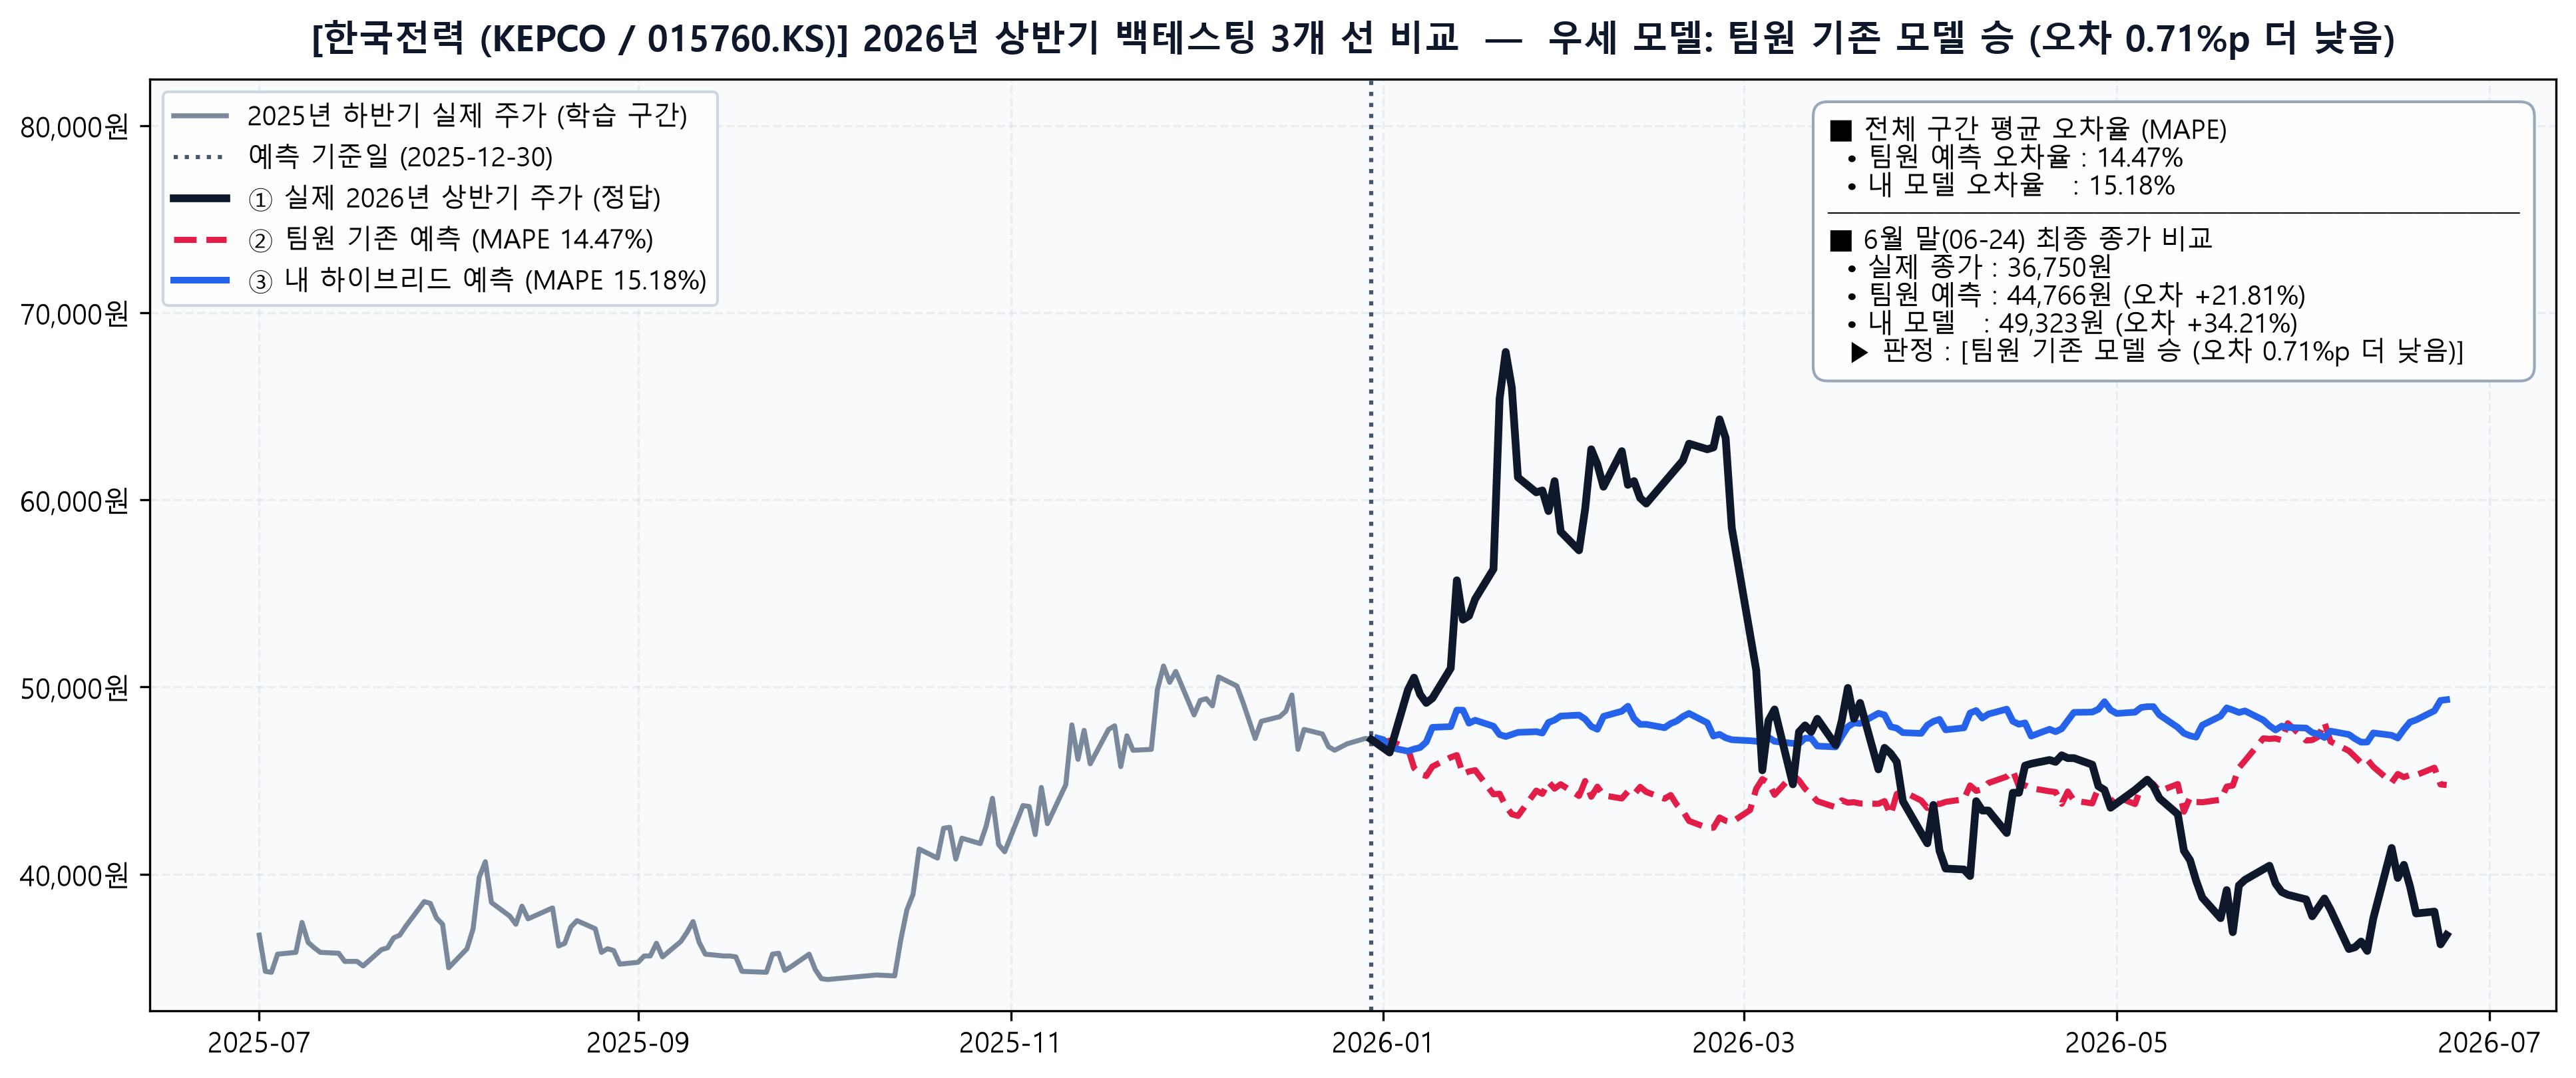 [한국전력 (KEPCO / 015760.KS)] 2026년 상반기 백테스팅 3개 선 비교 — 우세 모델: 팀원 기존 모델 승 (오차 0.71%p 더 낮음)
2025년 하반기 실제 주가 (학습 구간)
예측 기준일 (2025-12-30)
① 실제 2026년 상반기 주가 (정답)
② 팀원 기존 예측 (MAPE 14.47%)
③ 내 하이브리드 예측 (MAPE 15.18%)
■ 전체 구간 평균 오차율 (MAPE)
• 팀원 예측 오차율 : 14.47%
• 내 모델 오차율 : 15.18%
■ 6월 말(06-24) 최종 종가 비교
• 실제 종가 : 36,750원
• 팀원 예측 : 44,766원 (오차 +21.81%)
• 내 모델 : 49,323원 (오차 +34.21%)
▶ 판정 : [팀원 기존 모델 승 (오차 0.71%p 더 낮음)]
80,000원
70,000원
60,000원
50,000원
40,000원
2025-07
2025-09
2025-11
2026-01
2026-03
2026-05
2026-07